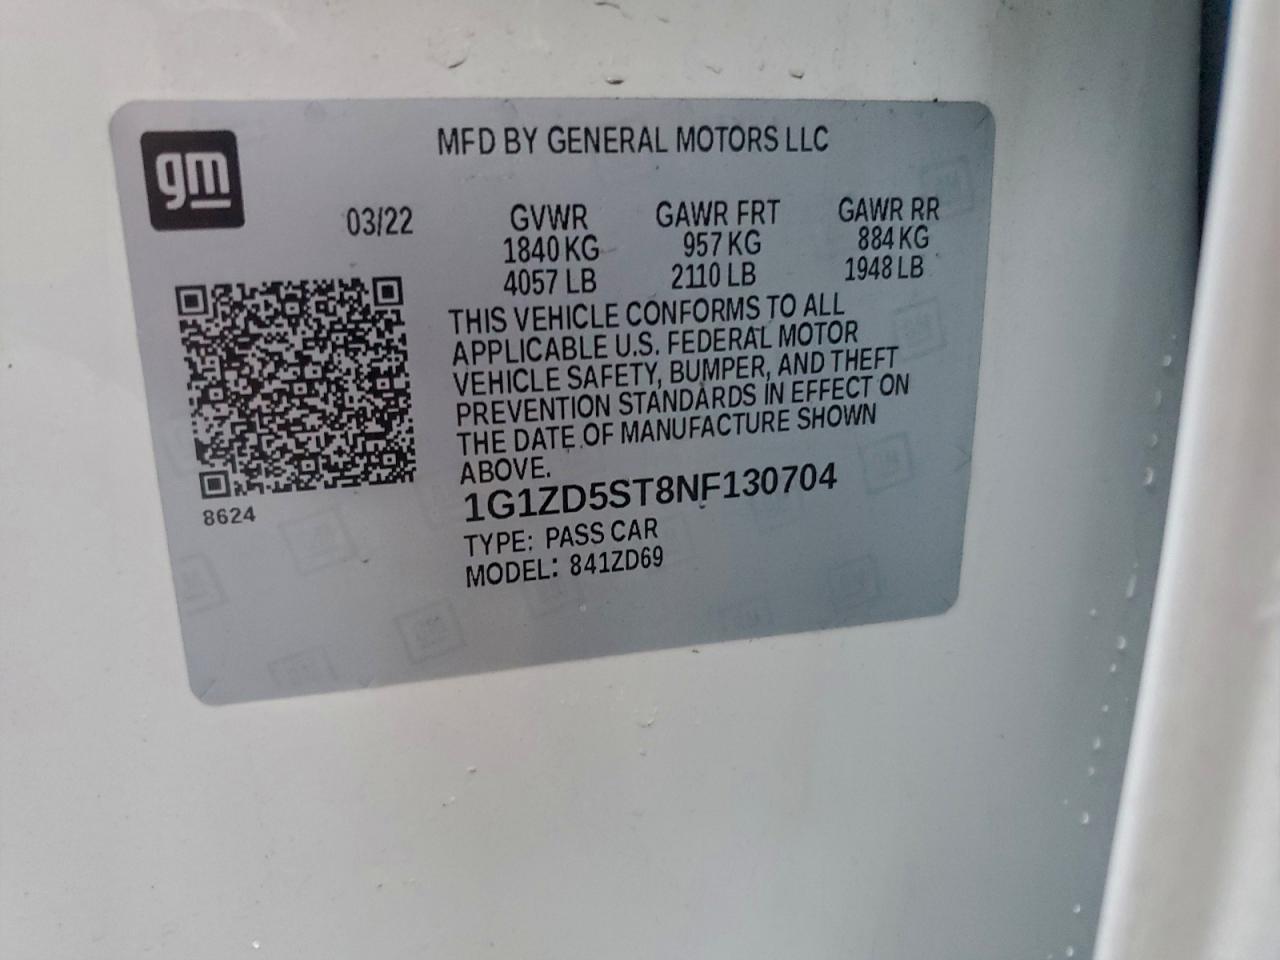 gm
MFD BY GENERAL MOTORS LLC
03/22 GVWR GAWR FRT GAWR RR
1840 KG 957 KG 884 KG
4057 LB 2110 LB 1948 LB
THIS VEHICLE CONFORMS TO ALL
APPLICABLE U.S. FEDERAL MOTOR
VEHICLE SAFETY, BUMPER, AND THEFT
PREVENTION STANDARDS IN EFFECT ON
THE DATE OF MANUFACTURE SHOWN
ABOVE.
1G1ZD5ST8NF130704
TYPE: PASS CAR
MODEL: 841ZD69
8624